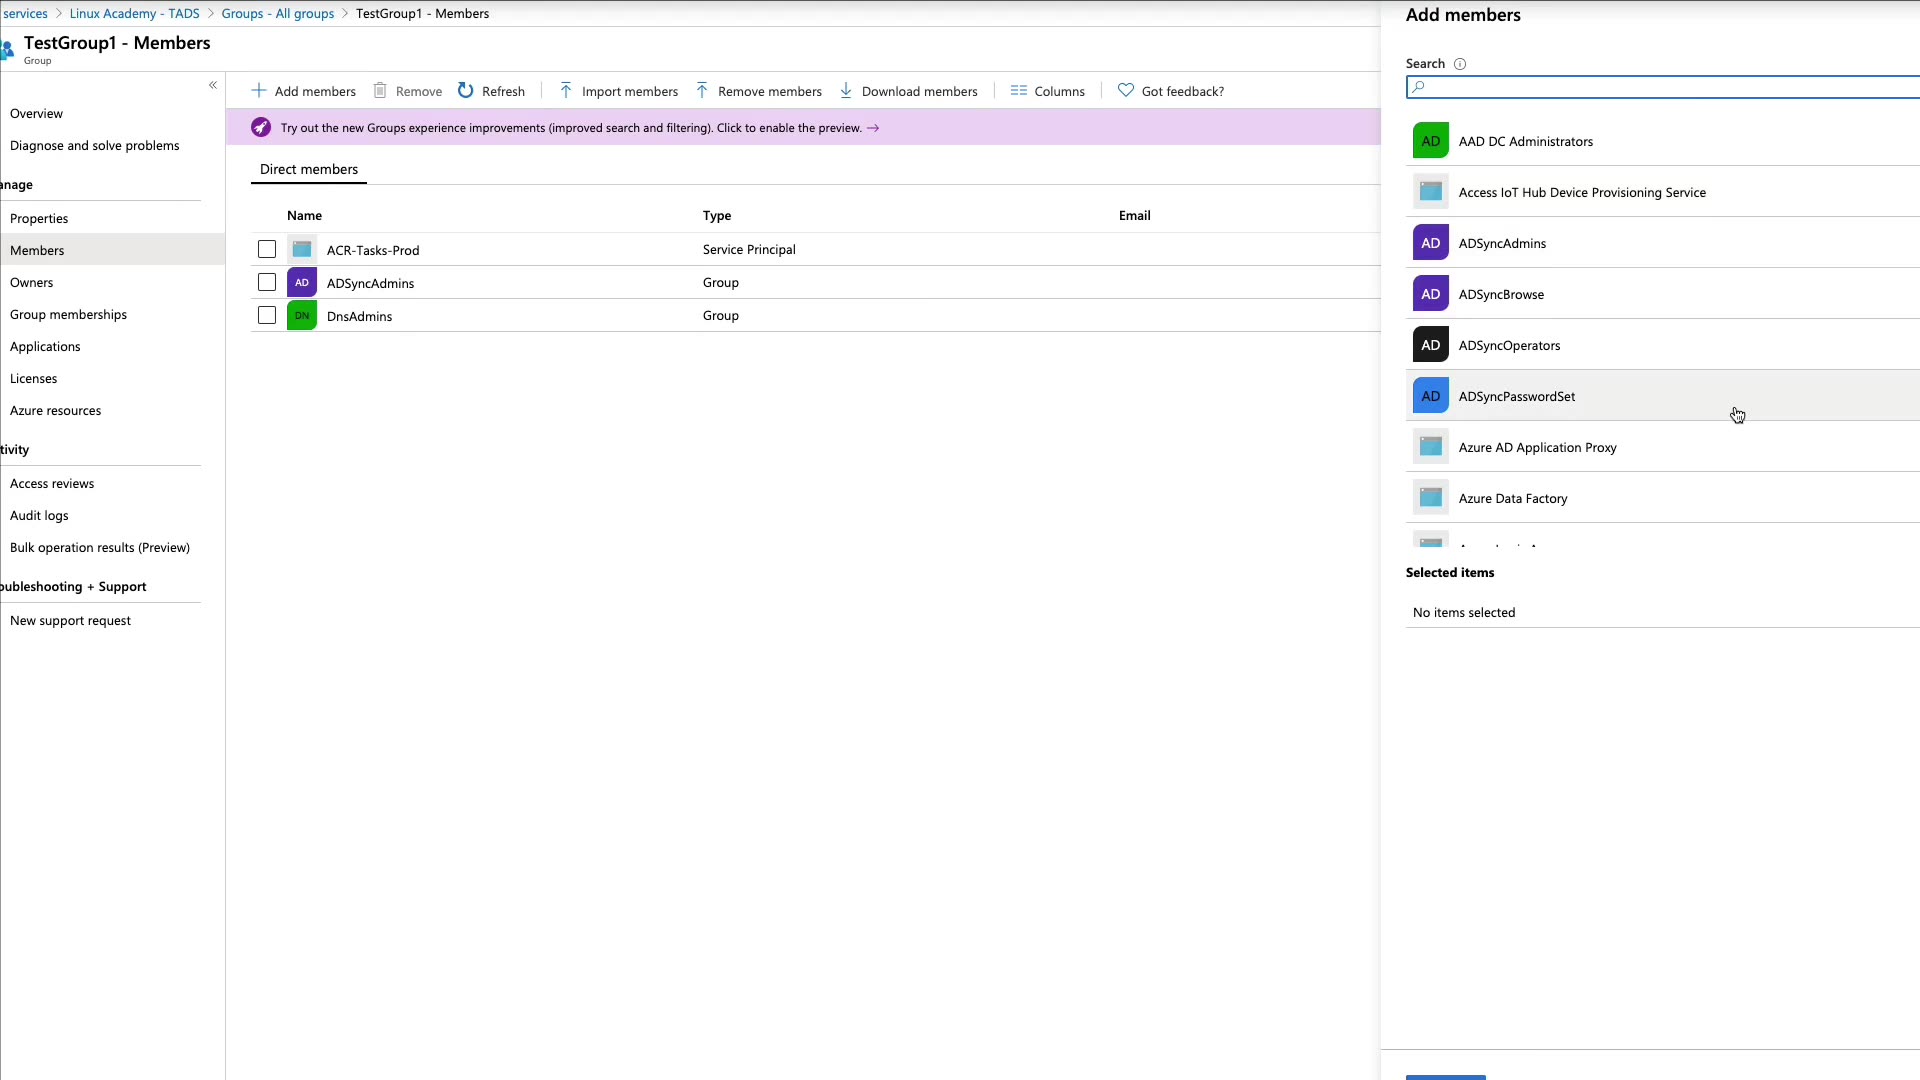 services > Linux Academy - TADS > Groups - All groups > TestGroup1 - Members
TestGroup1 - Members
Group
Overview
Diagnose and solve problems
anage
Properties
Members
Owners
Group memberships
Applications
Licenses
Azure resources
tivity
Access reviews
Audit logs
Bulk operation results (Preview)
oubleshooting + Support
New support request
Add members
Remove
Refresh
Import members
Remove members
Download members
Columns
Got feedback?
Try out the new Groups experience improvements (improved search and filtering). Click to enable the preview. →
Direct members
Name Type Email
ACR-Tasks-Prod Service Principal
AD ADSyncAdmins Group
DN DnsAdmins Group
Add members
Search
AD AAD DC Administrators
Access IoT Hub Device Provisioning Service
AD ADSyncAdmins
AD ADSyncBrowse
AD ADSyncOperators
AD ADSyncPasswordSet
Azure AD Application Proxy
Azure Data Factory
Selected items
No items selected